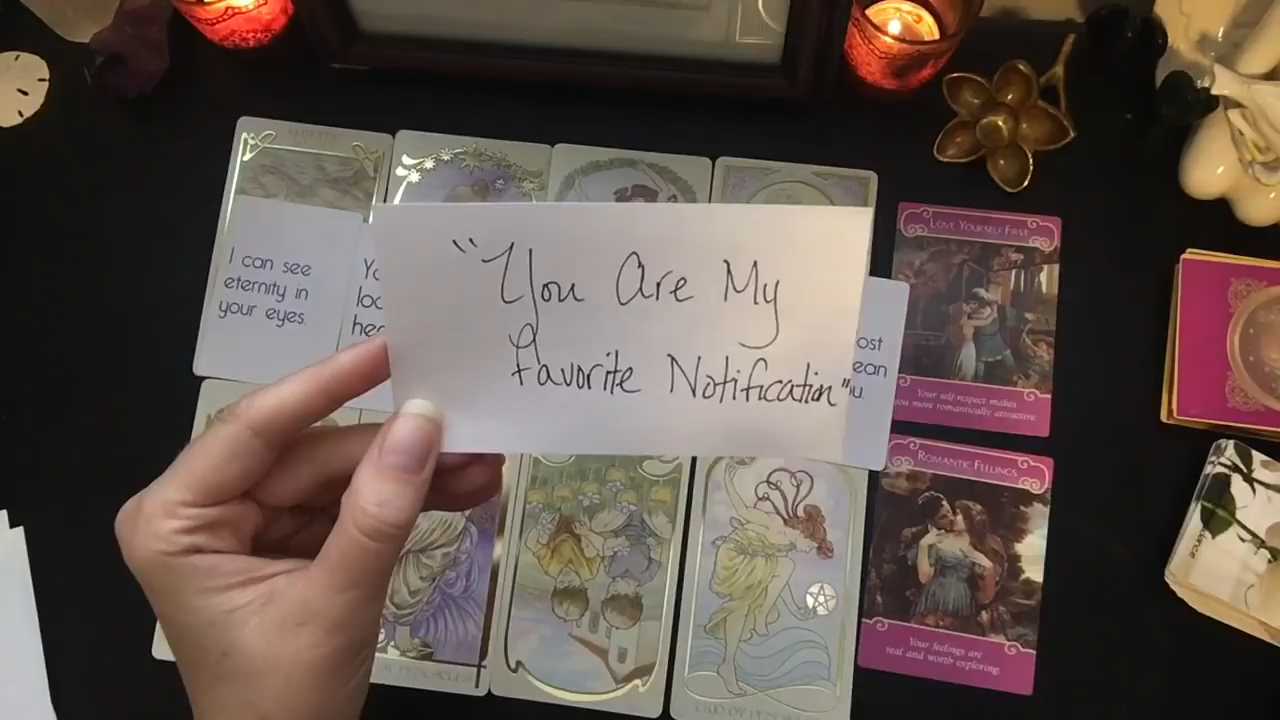 I can see
eternity in
your eyes.
"You Are My
Favorite Notification"
LOVE YOURSELF FIRST
Your self-respect makes
you more romantically attractive
ROMANTIC FEELINGS
Your feelings are
real and worth exploring.